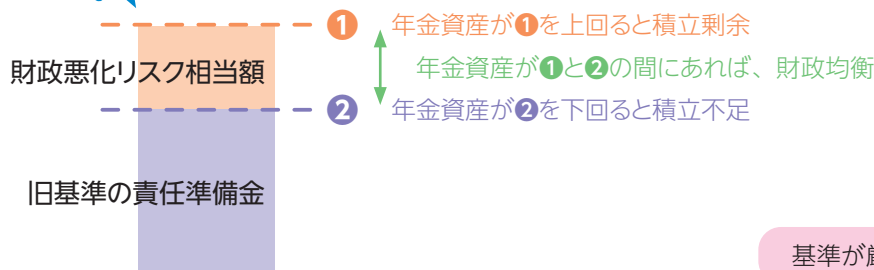 ❶ 年金資産が❶を上回ると積立剰余
財政悪化リスク相当額
年金資産が❶と❷の間にあれば、財政均衡
❷ 年金資産が❷を下回ると積立不足
旧基準の責任準備金
基準が